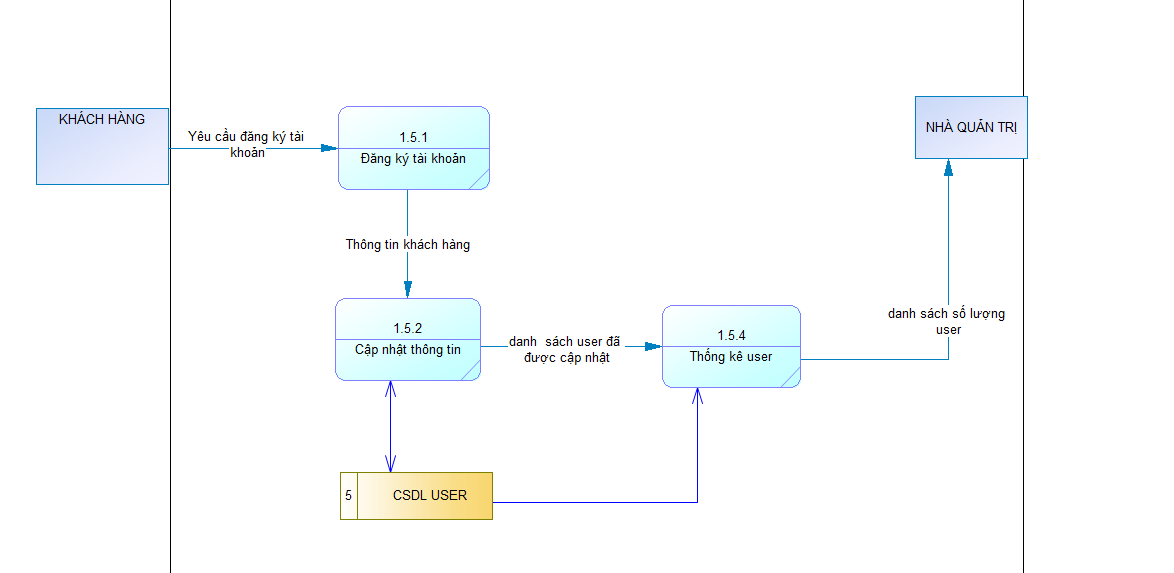 KHÁCH HÀNG
Yêu cầu đăng ký tài
khoản
1.5.1
Đăng ký tài khoản
NHÀ QUẢN TRỊ
Thông tin khách hàng
1.5.2
Cập nhật thông tin
danh  sách user đã
được cập nhật
1.5.4
Thống kê user
danh sách số lượng
user
5
CSDL USER